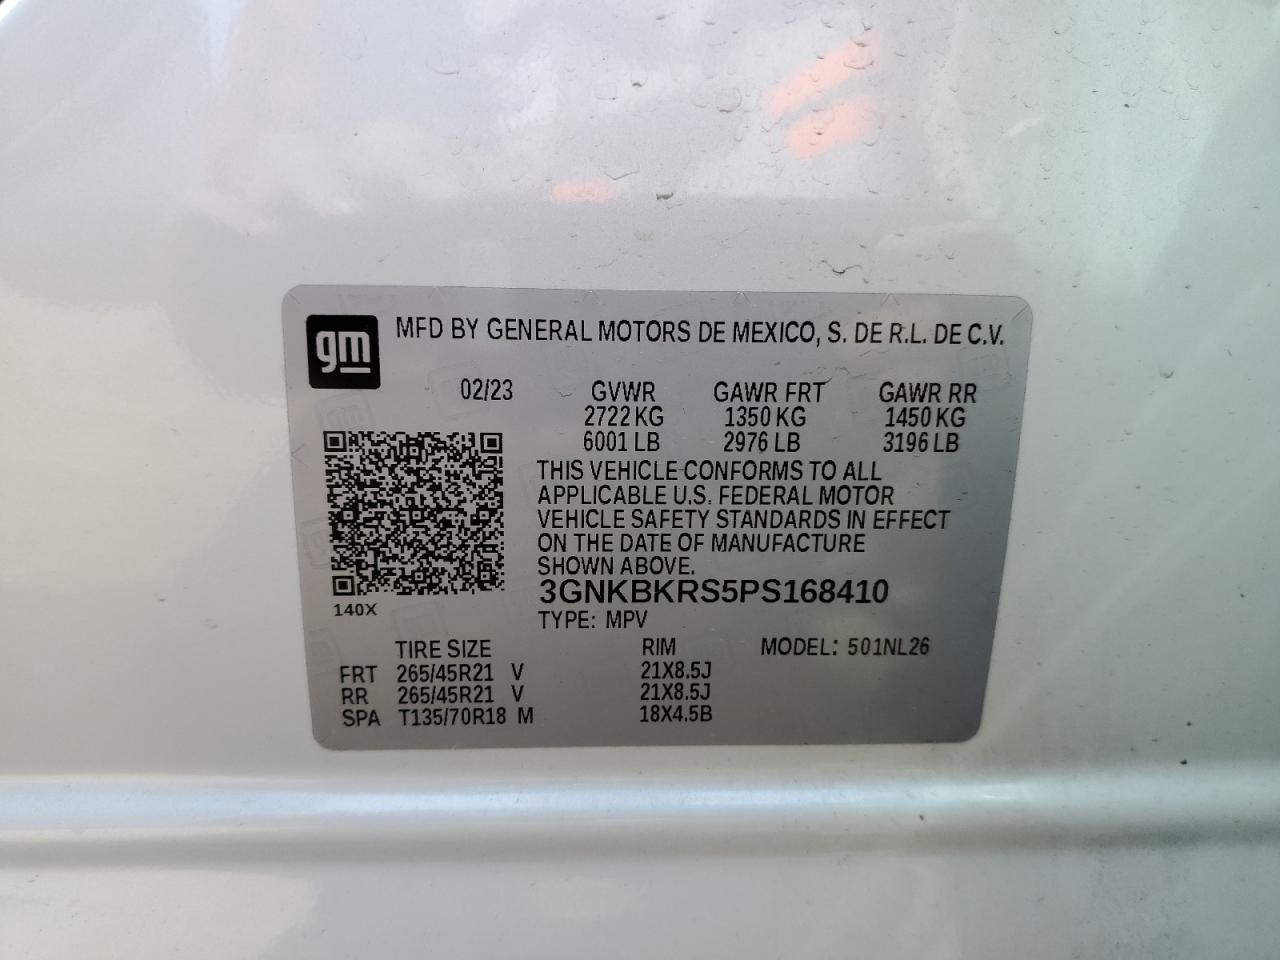 gm MFD BY GENERAL MOTORS DE MEXICO, S. DE R.L. DE C.V.
02/23 GVWR GAWR FRT GAWR RR
2722 KG 1350 KG 1450 KG
6001 LB 2976 LB 3196 LB
THIS VEHICLE CONFORMS TO ALL
APPLICABLE U.S. FEDERAL MOTOR
VEHICLE SAFETY STANDARDS IN EFFECT
ON THE DATE OF MANUFACTURE
SHOWN ABOVE.
3GNKBKRS5PS168410
140X
TYPE: MPV
TIRE SIZE RIM MODEL: 501NL26
FRT 265/45R21 V 21X8.5J
RR 265/45R21 V 21X8.5J
SPA T135/70R18 M 18X4.5B